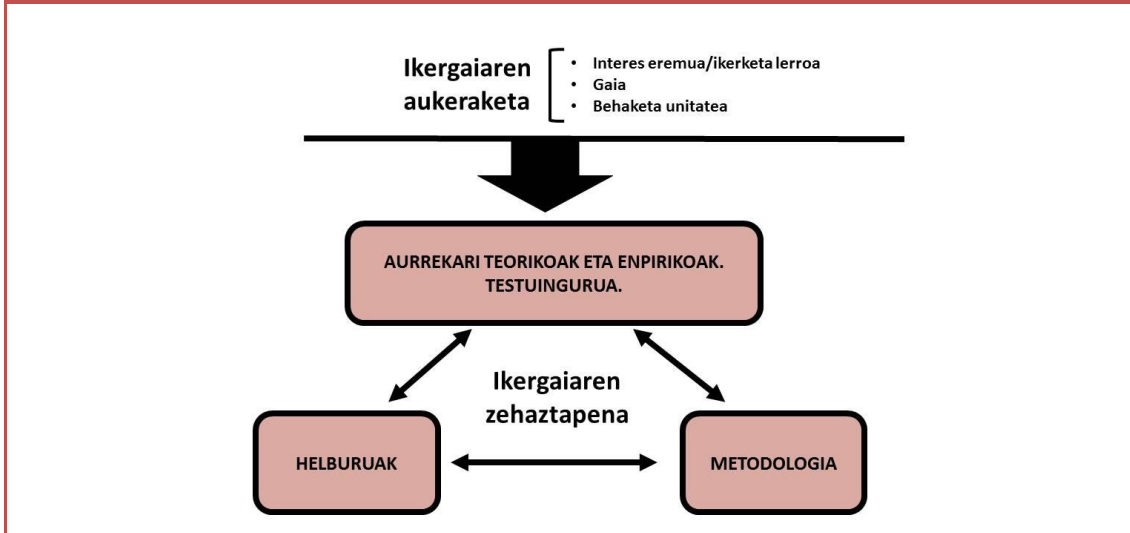 Ikergaiaren
aukeraketa
• Interes eremua/ikerketa lerroa
• Gaia
• Behaketa unitatea
AURREKARI TEORIKOAK ETA ENPIRIKOAK.
TESTUINGURUA.
Ikergaiaren
zehaztapena
HELBURUAK
METODOLOGIA